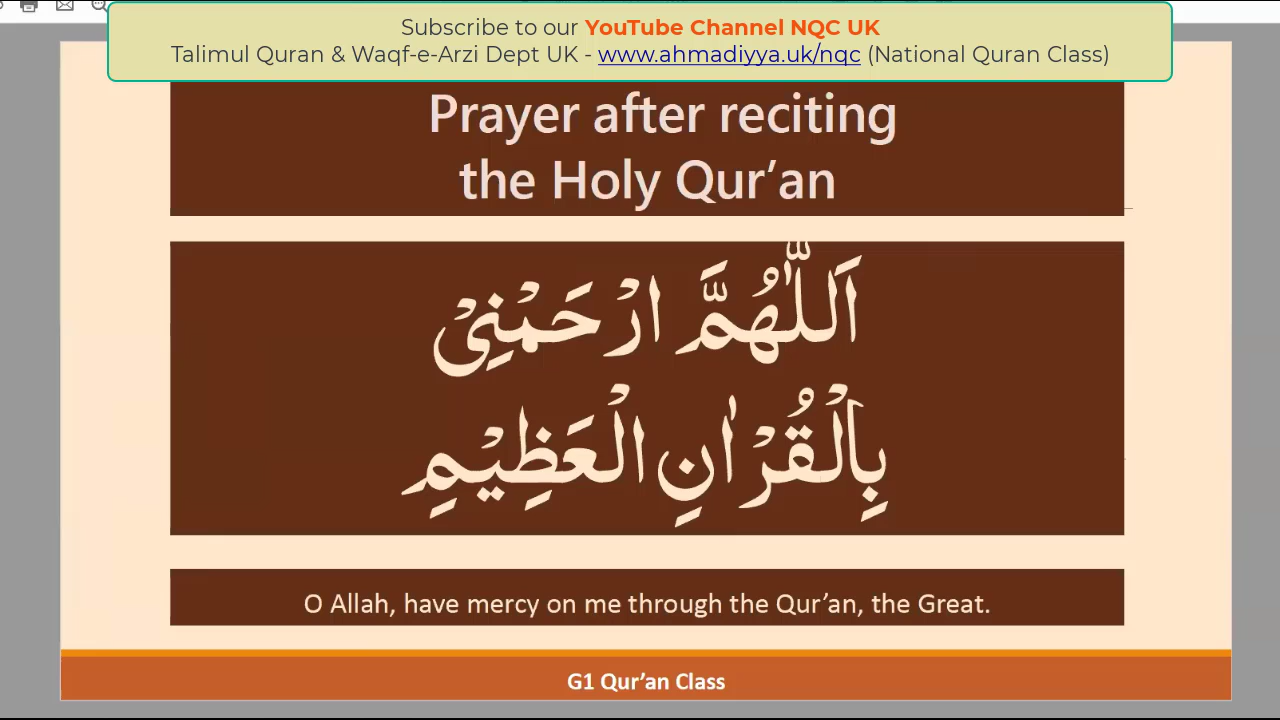 Subscribe to our YouTube Channel NQC UK
Talimul Quran & Waqf-e-Arzi Dept UK - www.ahmadiyya.uk/nqc (National Quran Class)
Prayer after reciting
the Holy Qur’an
اَللّٰهُمَّ ارْحَمْنِیْ
بِالْقُرْاٰنِ الْعَظِیْمِ
O Allah, have mercy on me through the Qur’an, the Great.
G1 Qur’an Class